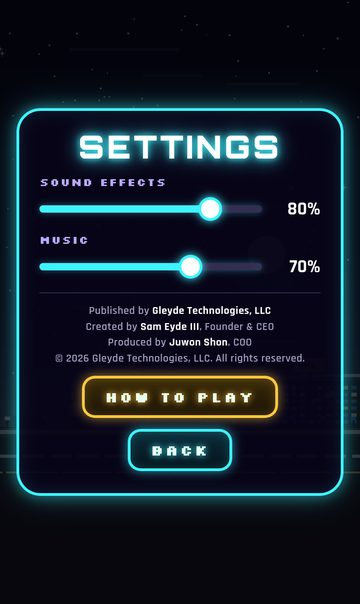 SETTINGS
SOUND EFFECTS
80%
MUSIC
70%
Published by Gleyde Technologies, LLC
Created by Sam Eyde III, Founder & CEO
Produced by Juwon Shon, COO
© 2026 Gleyde Technologies, LLC. All rights reserved.
HOW TO PLAY
BACK